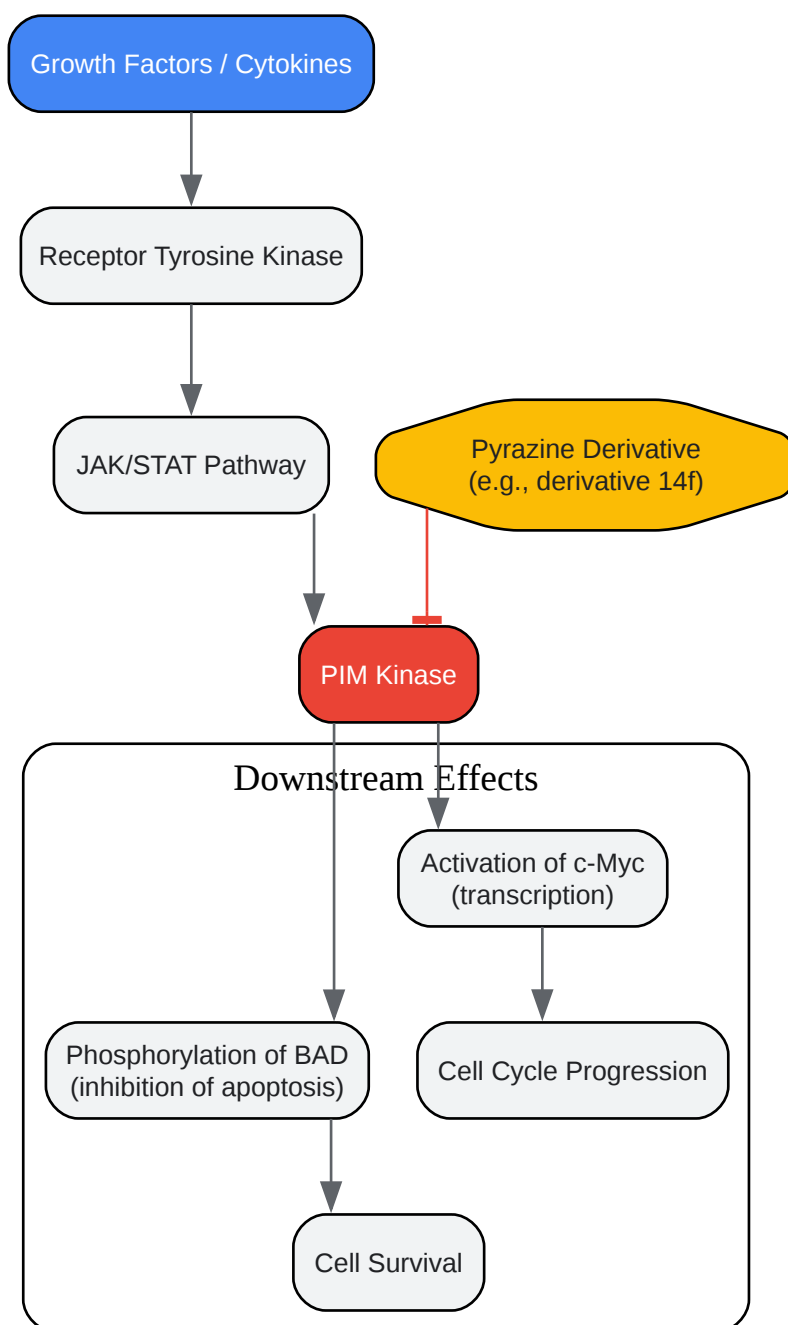 Growth Factors / Cytokines
Receptor Tyrosine Kinase
JAK/STAT Pathway
Pyrazine Derivative
(e.g., derivative 14f)
PIM Kinase
Downstream Effects
Activation of c-Myc
(transcription)
Phosphorylation of BAD
(inhibition of apoptosis)
Cell Cycle Progression
Cell Survival